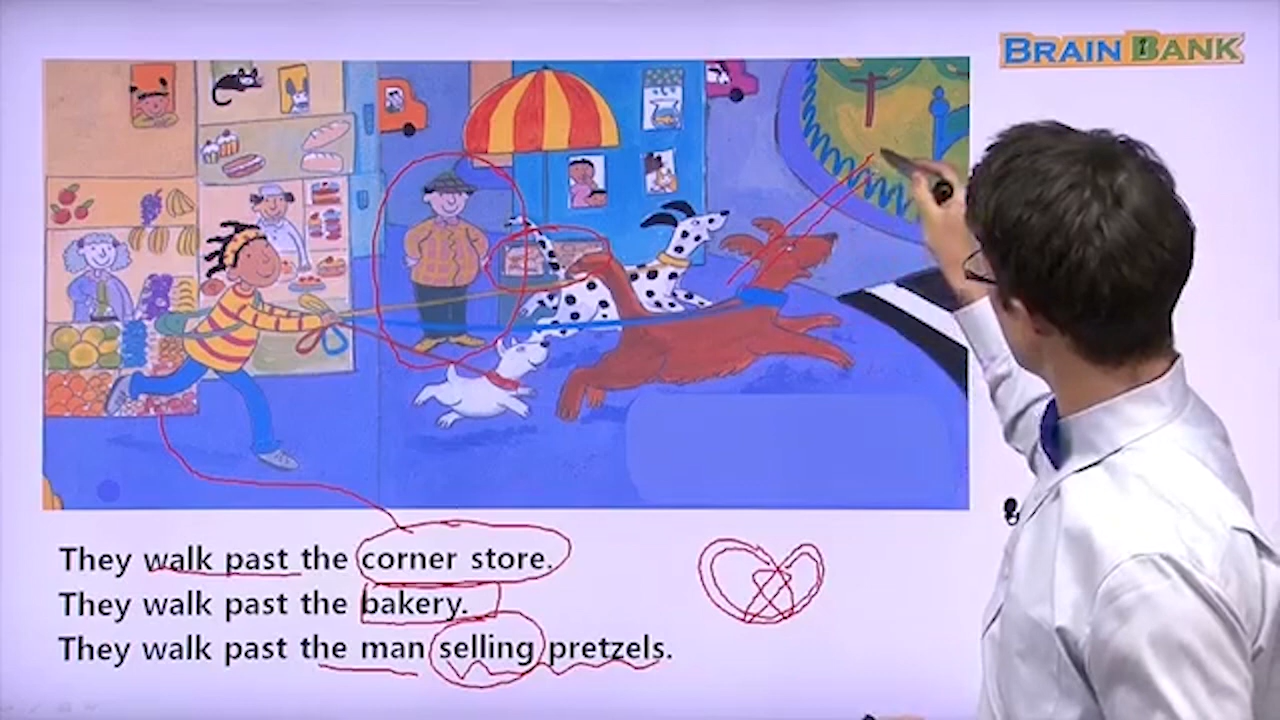 BRAIN BANK
They walk past the corner store.
They walk past the bakery.
They walk past the man selling pretzels.